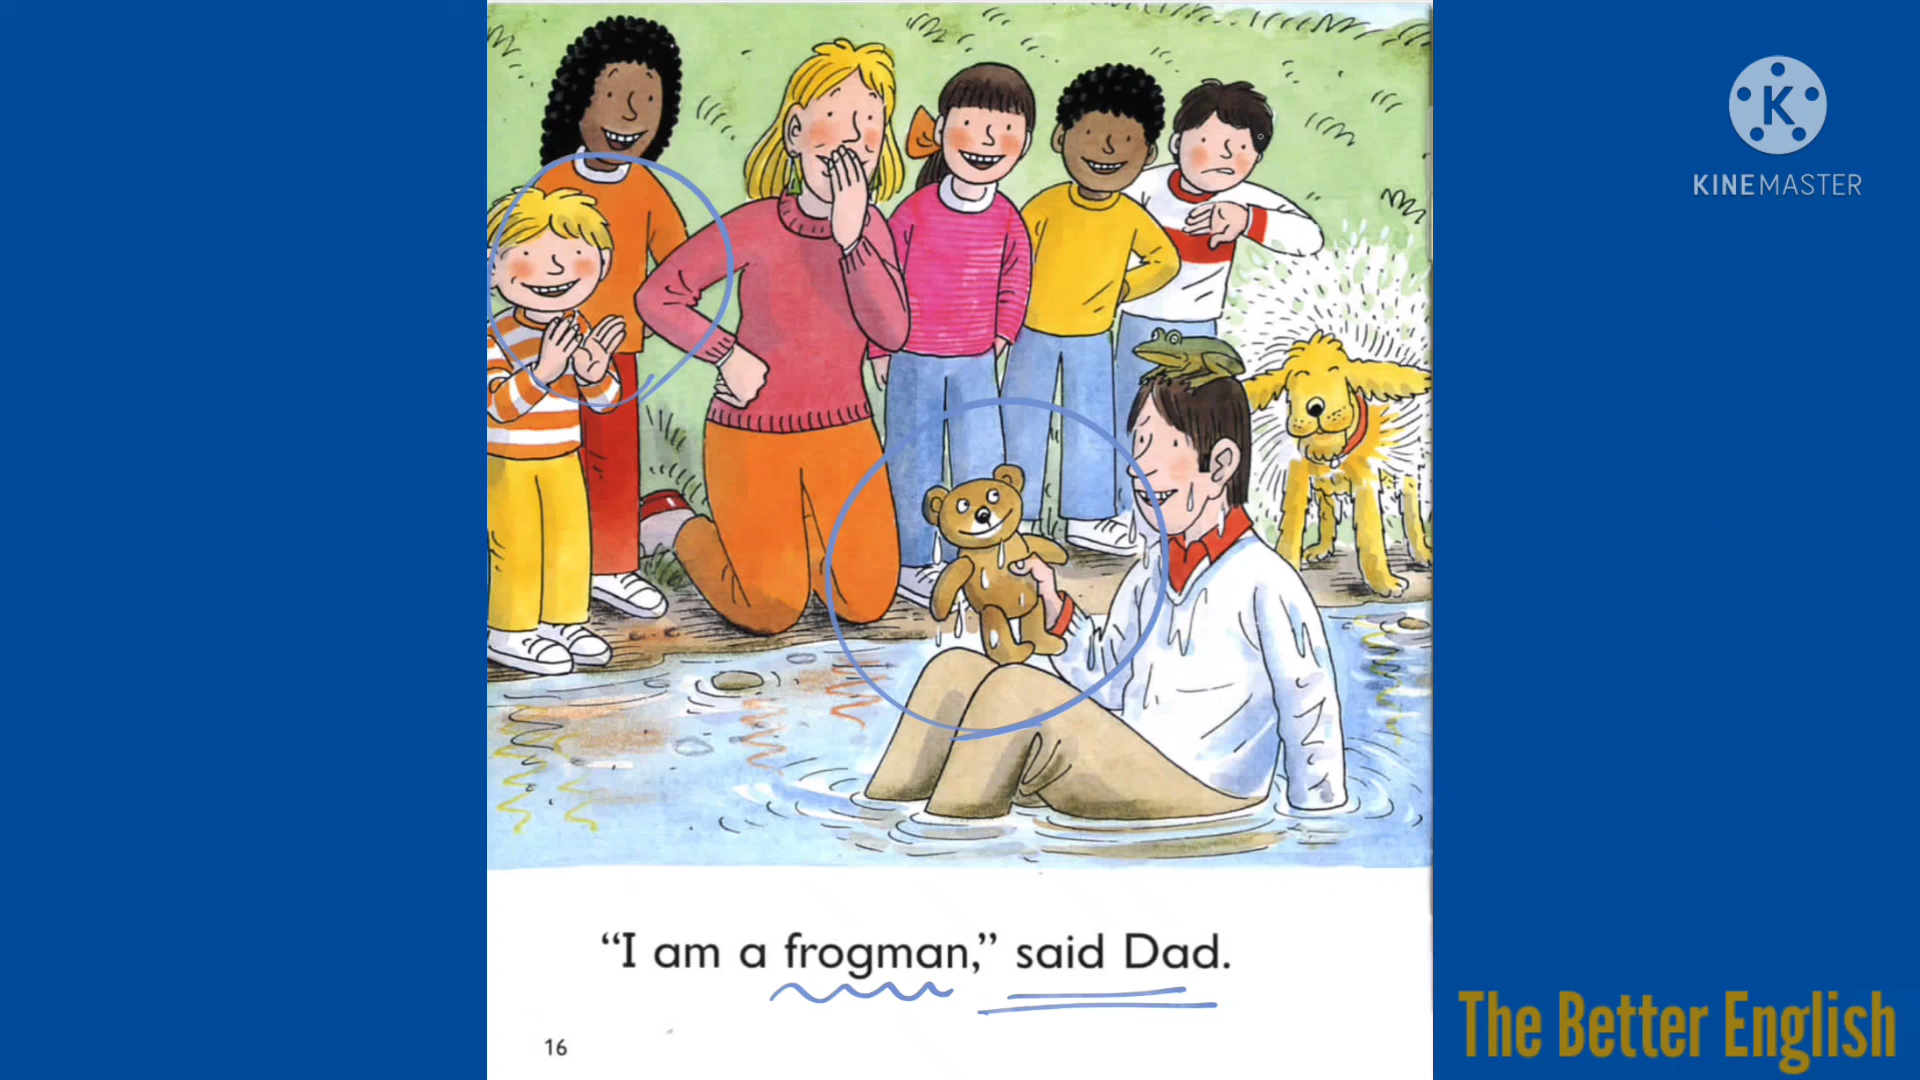 K
KINEMASTER
"I am a frogman," said Dad.
16
The Better English